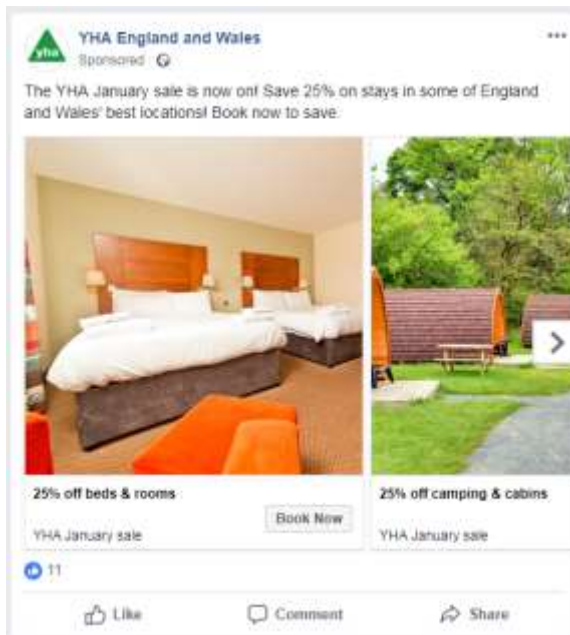 yha
YHA England and Wales
Sponsored
The YHA January sale is now on! Save 25% on stays in some of England
and Wales' best locations! Book now to save.
25% off beds & rooms
Book Now
YHA January sale
25% off camping & cabins
YHA January sale
11
Like
Comment
Share